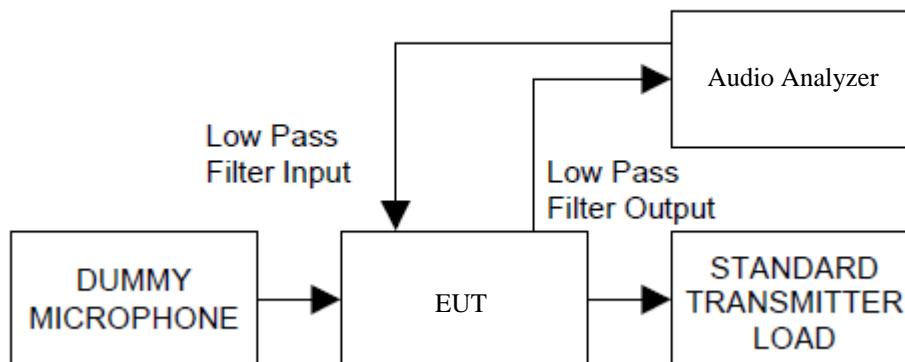 Audio Analyzer
Low Pass
Filter Input
Low Pass
Filter Output
DUMMY
MICROPHONE
EUT
STANDARD
TRANSMITTER
LOAD